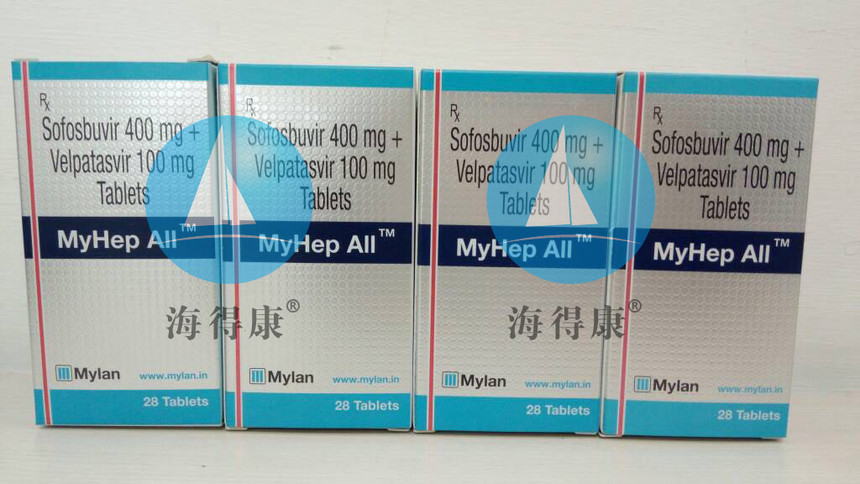 Rx
Sofosbuvir 400 mg +
Velpatasvir 100 mg
Tablets
MyHep All™
Mylan
www.mylan.in
28 Tablets
Rx
Sofosbuvir 400 mg +
Velpatasvir 100 mg
Tablets
MyHep All™
Mylan
www.mylan.in
28 Tablets
Rx
Sofosbuvir 400 mg +
Velpatasvir 100 mg
Tablets
MyHep All™
Mylan
www.mylan.in
28 Tablets
Rx
Sofosbuvir 400 mg +
Velpatasvir 100 mg
Tablets
MyHep All™
Mylan
www.mylan.in
28 Tablets
海得康®
海得康®